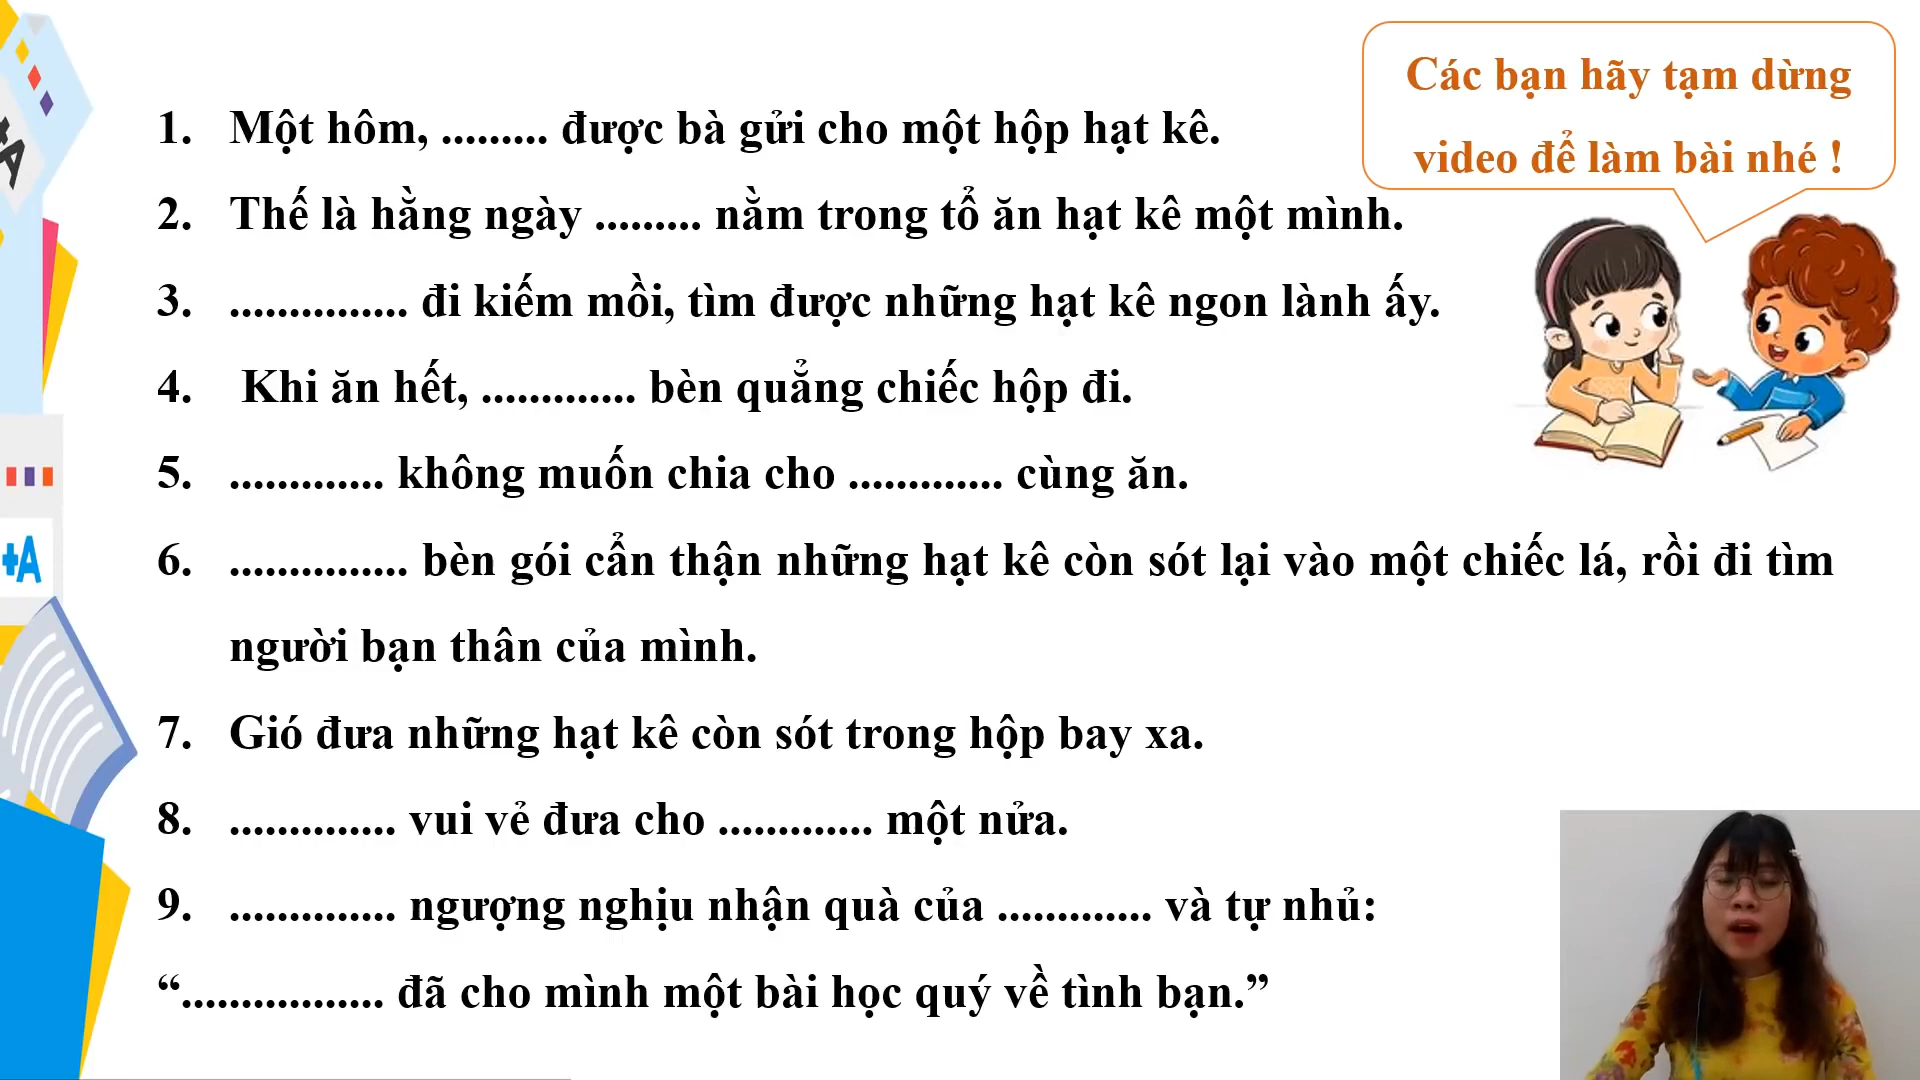 Các bạn hãy tạm dừng
video để làm bài nhé !
1. Một hôm, ......... được bà gửi cho một hộp hạt kê.
2. Thế là hằng ngày ......... nằm trong tổ ăn hạt kê một mình.
3. ............... đi kiếm mồi, tìm được những hạt kê ngon lành ấy.
4. Khi ăn hết, ............. bèn quẳng chiếc hộp đi.
5. ............. không muốn chia cho ............. cùng ăn.
6. ............... bèn gói cẩn thận những hạt kê còn sót lại vào một chiếc lá, rồi đi tìm
người bạn thân của mình.
7. Gió đưa những hạt kê còn sót trong hộp bay xa.
8. .............. vui vẻ đưa cho ............. một nửa.
9. .............. ngượng nghịu nhận quà của ............. và tự nhủ:
“................. đã cho mình một bài học quý về tình bạn.”
+A
+A